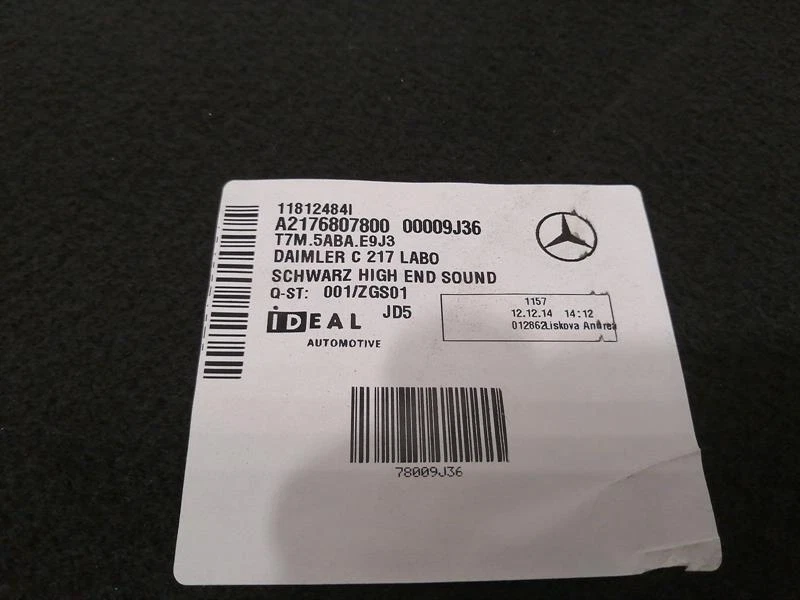 11812484I
A2176807800 00009J36
T7M.5ABA.E9J3
DAIMLER C 217 LABO
SCHWARZ HIGH END SOUND
Q-ST: 001/ZGS01
iDEAL JD5
AUTOMOTIVE
1157
12.12.14 14:12
012862Liskova Andrea
78009J36